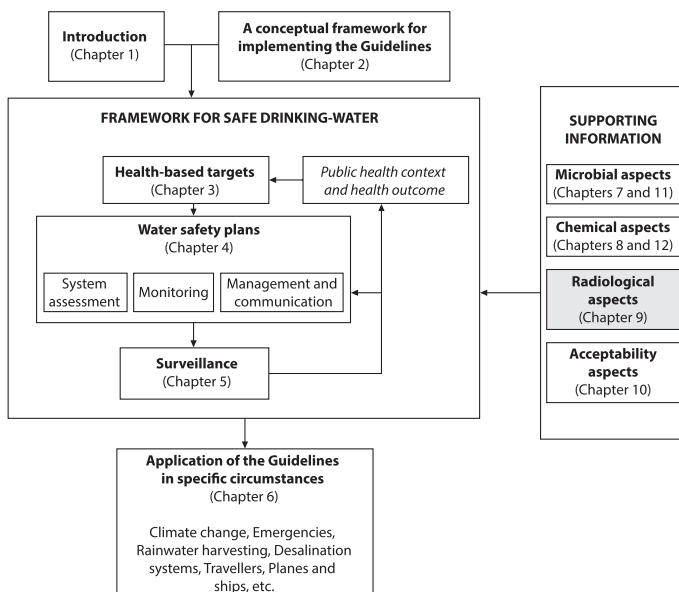 Introduction
(Chapter 1)
A conceptual framework for
implementing the Guidelines
(Chapter 2)
FRAMEWORK FOR SAFE DRINKING-WATER
Health-based targets
(Chapter 3)
Public health context
and health outcome
Water safety plans
(Chapter 4)
System
assessment
Monitoring
Management and
communication
Surveillance
(Chapter 5)
SUPPORTING
INFORMATION
Microbial aspects
(Chapters 7 and 11)
Chemical aspects
(Chapters 8 and 12)
Radiological
aspects
(Chapter 9)
Acceptability
aspects
(Chapter 10)
Application of the Guidelines
in specific circumstances
(Chapter 6)
Climate change, Emergencies,
Rainwater harvesting, Desalination
systems, Travellers, Planes and
ships, etc.